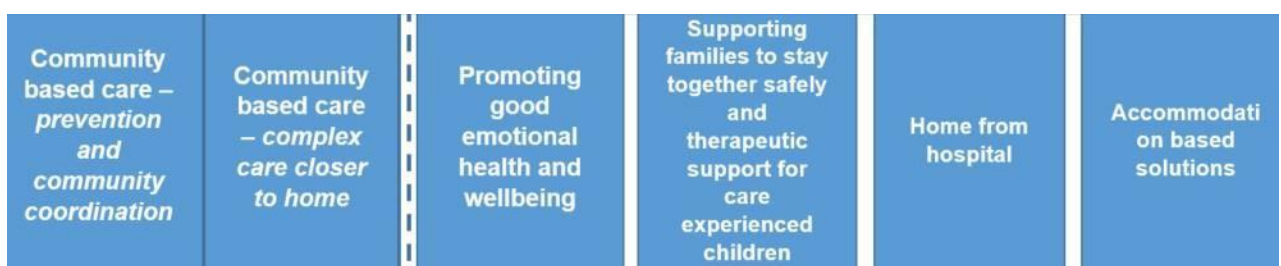 Community
based care –
prevention
and
community
coordination
Community
based care
– complex
care closer
to home
Promoting
good
emotional
health and
wellbeing
Supporting
families to stay
together safely
and
therapeutic
support for
care
experienced
children
Home from
hospital
Accommodati
on based
solutions